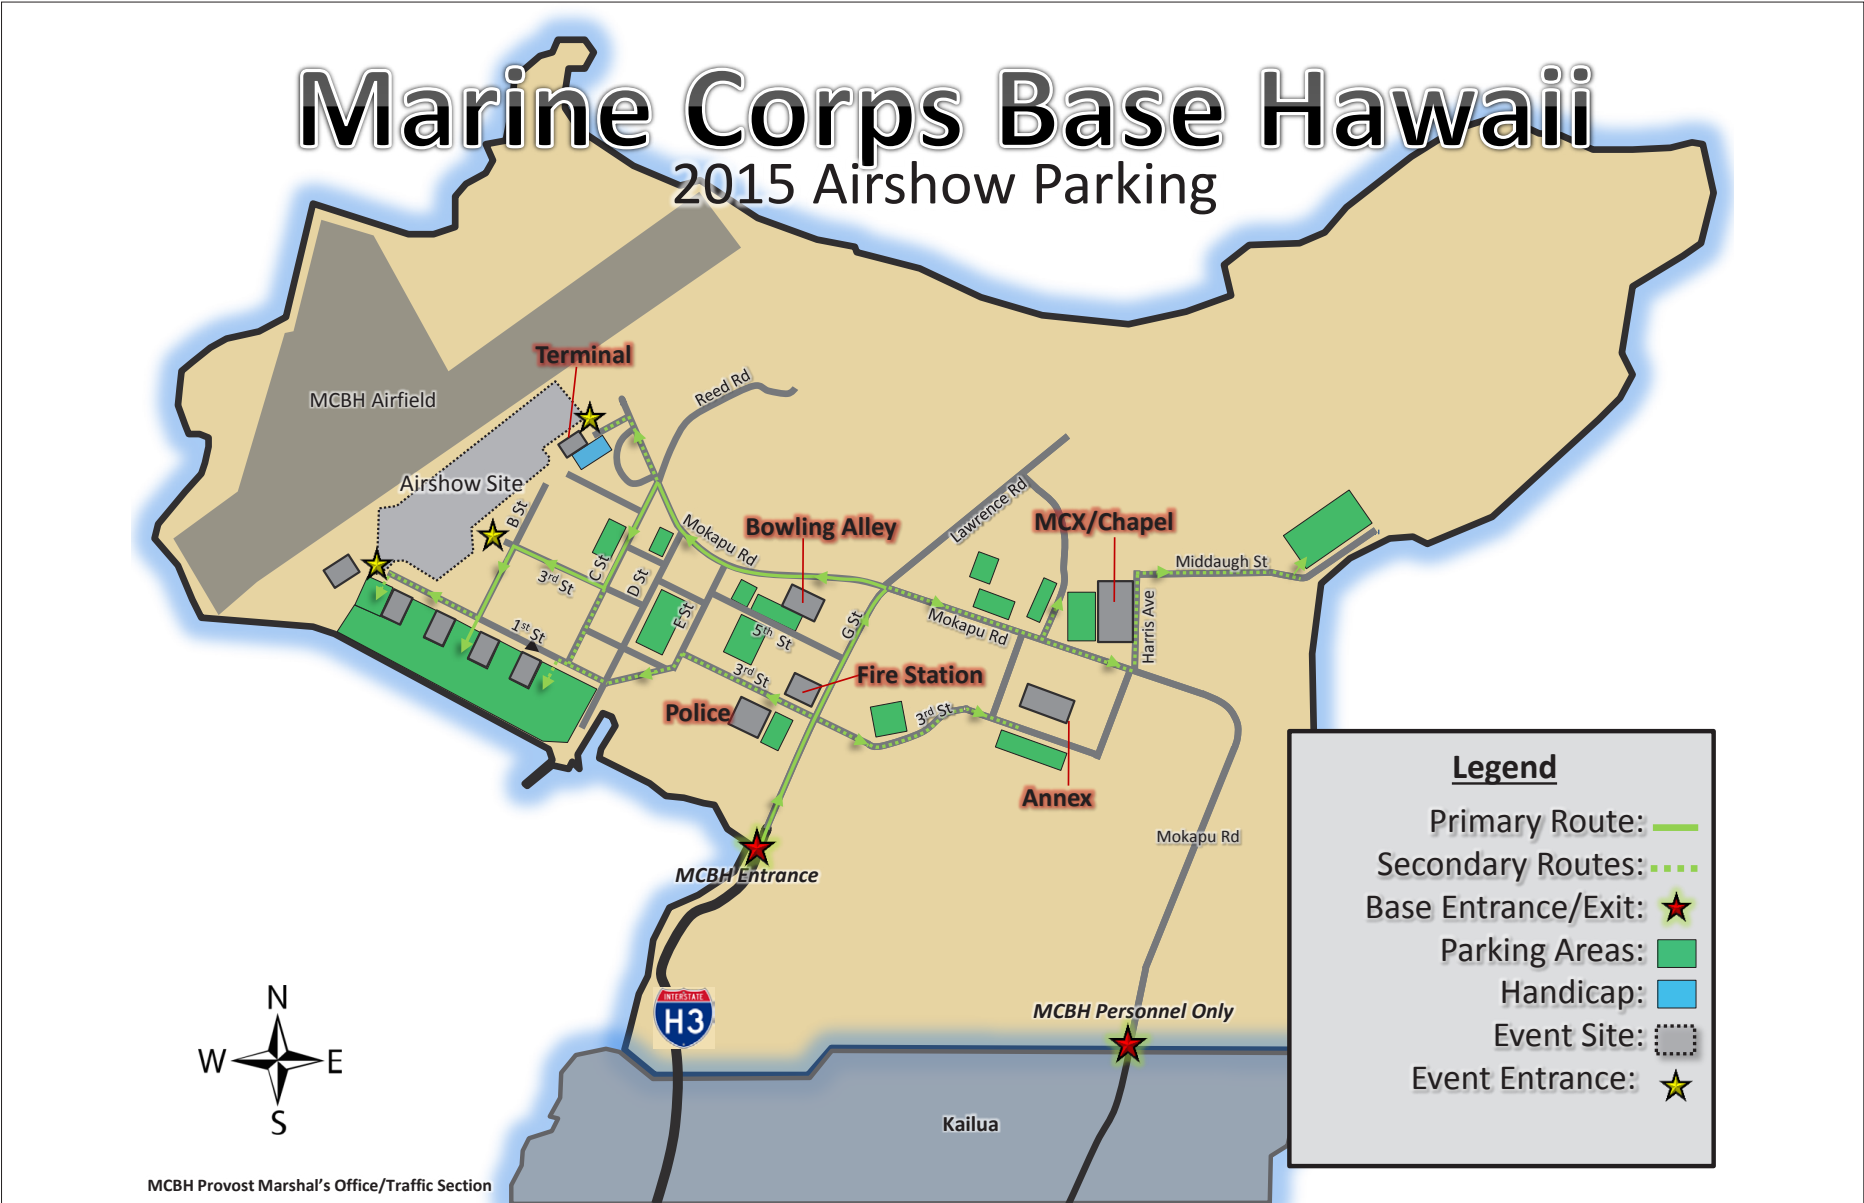 Marine Corps Base Hawaii
2015 Airshow Parking
Terminal
MCBH Airfield
Reed Rd
Airshow Site
B St
Mokapu Rd
Bowling Alley
Lawrence Rd
MCX/Chapel
Middaugh St
3rd St
C St
D St
E St
1st St
5th St
G St
Mokapu Rd
Harris Ave
3rd St
Fire Station
Police
3rd St
Annex
Mokapu Rd
MCBH Entrance
INTERSTATE
H3
MCBH Personnel Only
Kailua
N
W
E
S
Legend
Primary Route:
Secondary Routes:
Base Entrance/Exit:
Parking Areas:
Handicap:
Event Site:
Event Entrance:
MCBH Provost Marshal's Office/Traffic Section